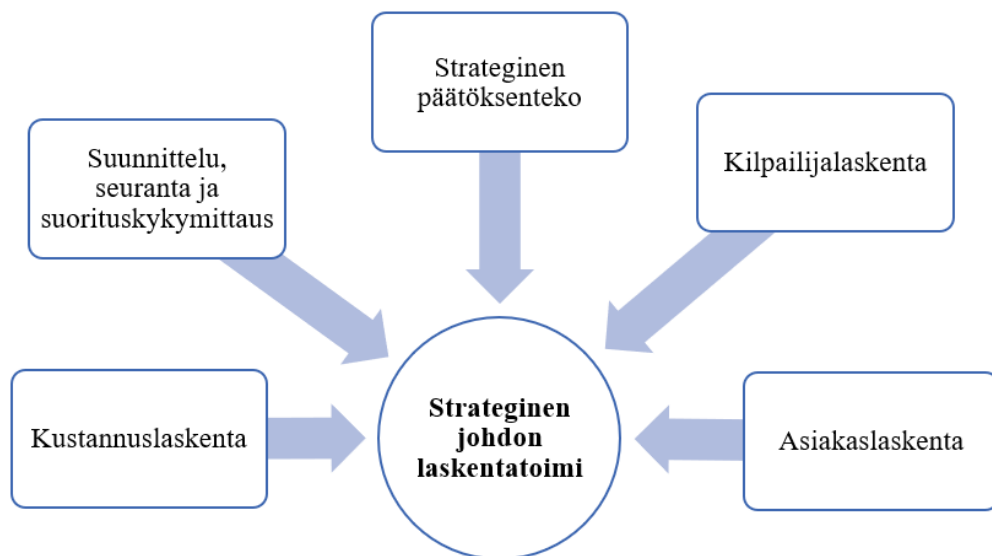 Strateginen
päätöksenteko
Suunnittelu,
seuranta ja
suorituskykymittaus
Kilpailijalaskenta
Kustannuslaskenta
Strateginen
johdon
laskentatoimi
Asiakaslaskenta